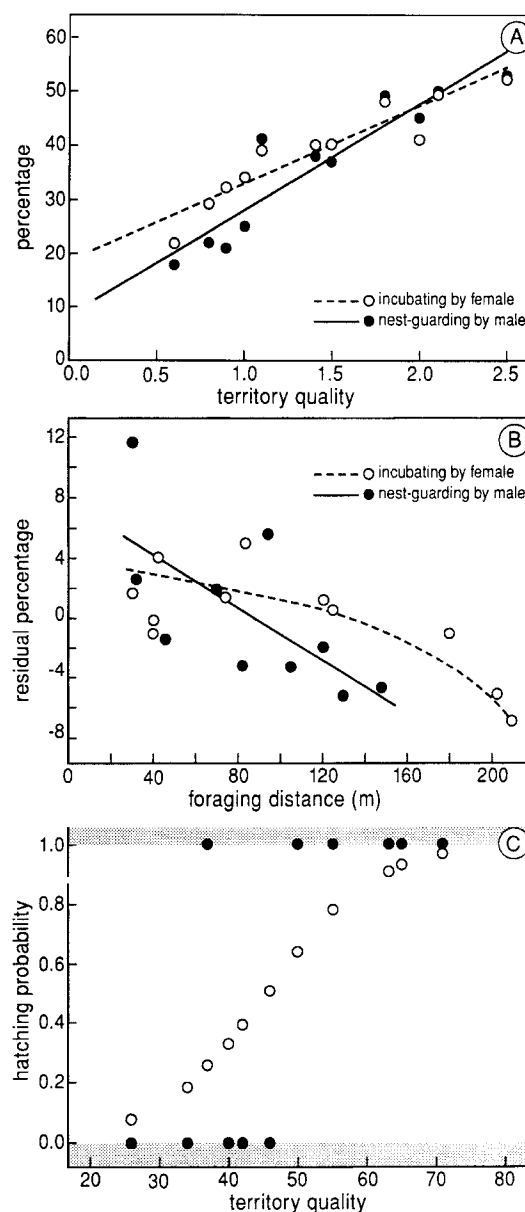 A
percentage
60
50
40
30
20
10
0
incubating by female
nest-guarding by male
0.0 0.5 1.0 1.5 2.0 2.5
territory quality
B
residual percentage
12
8
4
0
-4
-8
incubating by female
nest-guarding by male
0 40 80 120 160 200
foraging distance (m)
C
hatching probability
1.0
0.8
0.6
0.4
0.2
0.0
20 30 40 50 60 70 80
territory quality